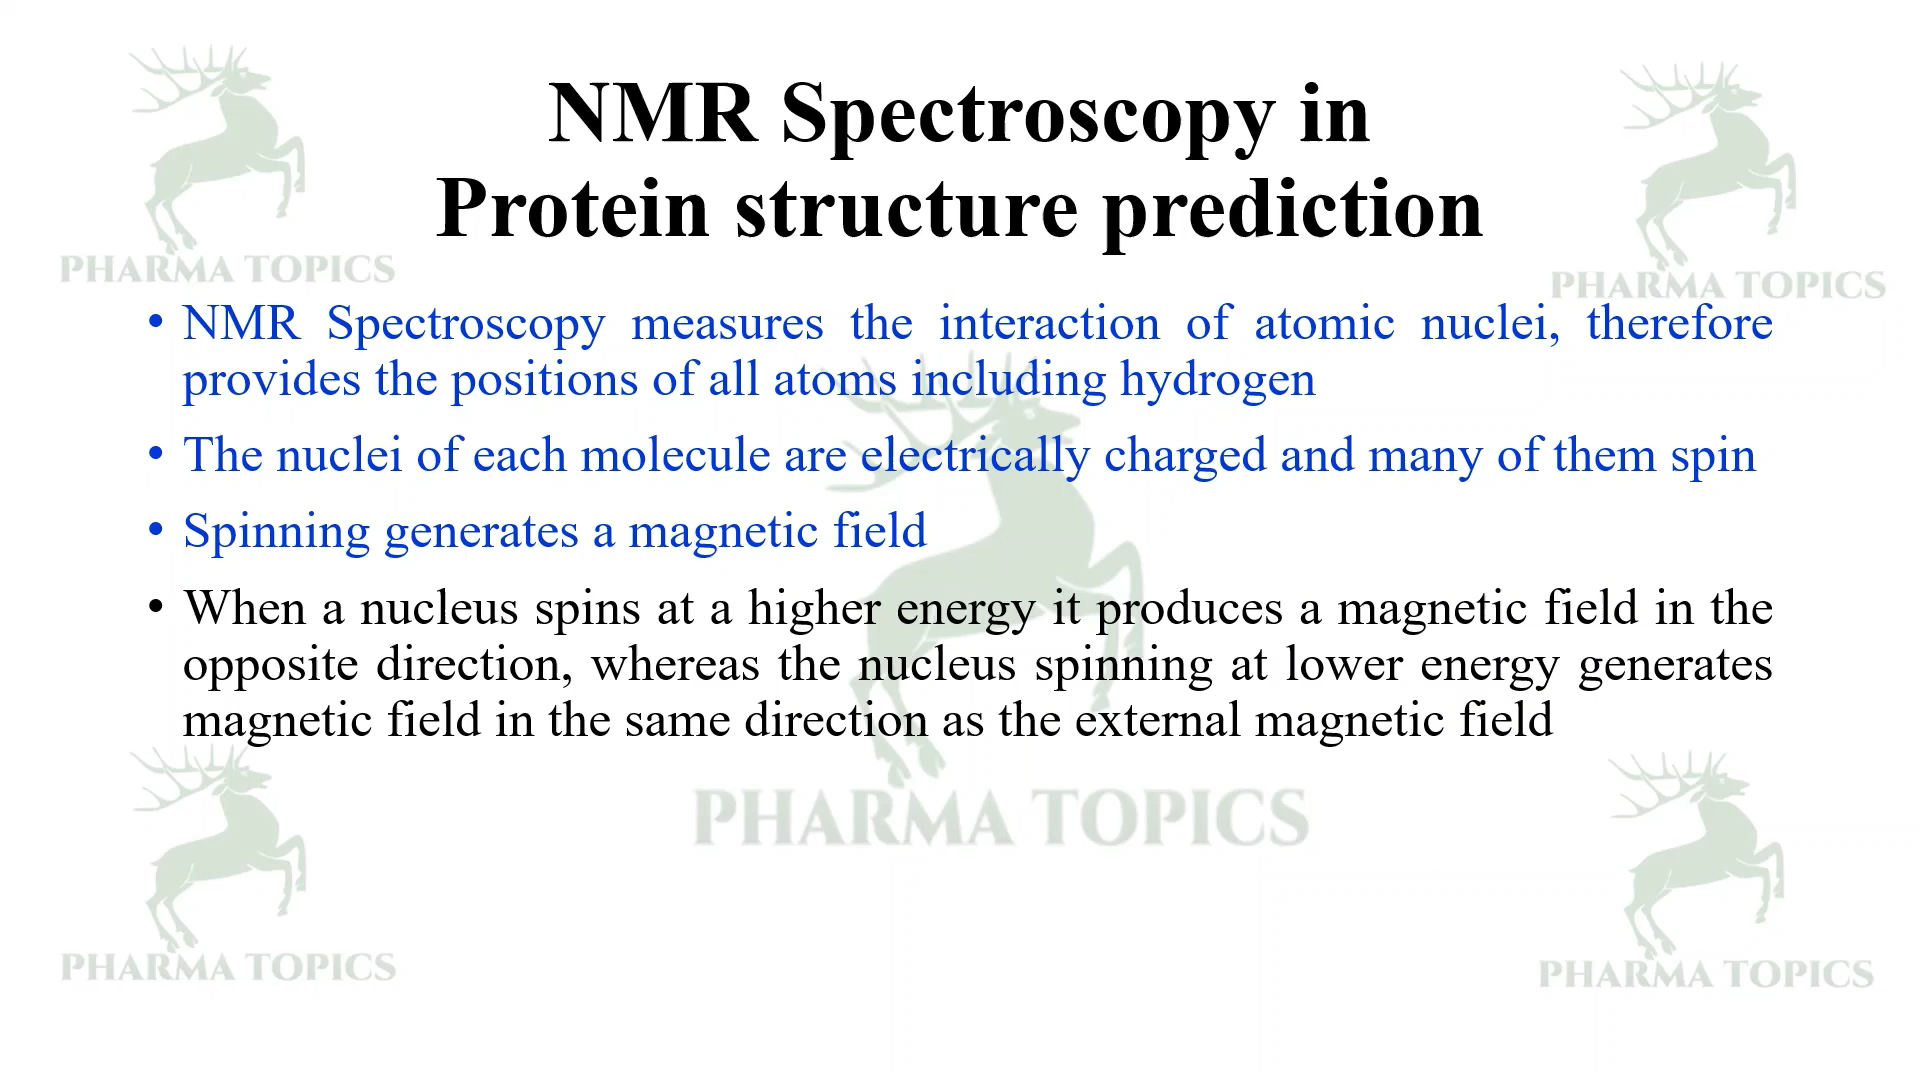 NMR Spectroscopy in
Protein structure prediction
PHARMA TOPICS
PHARMA TOPICS
• NMR Spectroscopy measures the interaction of atomic nuclei, therefore
provides the positions of all atoms including hydrogen
• The nuclei of each molecule are electrically charged and many of them spin
• Spinning generates a magnetic field
• When a nucleus spins at a higher energy it produces a magnetic field in the
opposite direction, whereas the nucleus spinning at lower energy generates
magnetic field in the same direction as the external magnetic field
PHARMA TOPICS
PHARMA TOPICS
PHARMA TOPICS